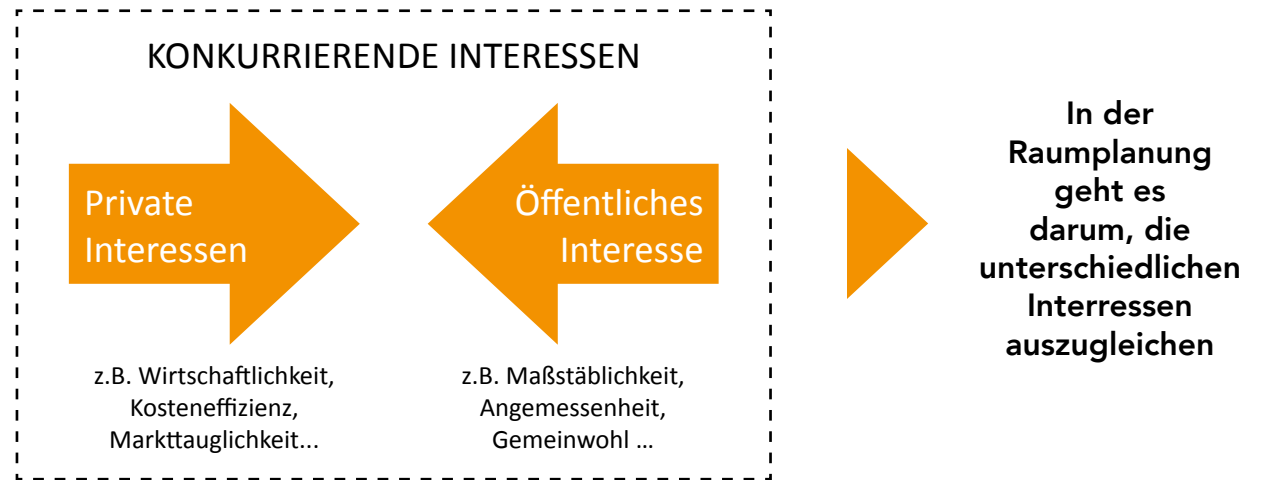 KONKURRIERENDE INTERESSEN
Private
Interessen
Öffentliches
Interesse
z.B. Wirtschaftlichkeit,
Kosteneffizienz,
Markttauglichkeit...
z.B. Maßstäblichkeit,
Angemessenheit,
Gemeinwohl …
In der
Raumplanung
geht es
darum, die
unterschiedlichen
Interressen
auszugleichen